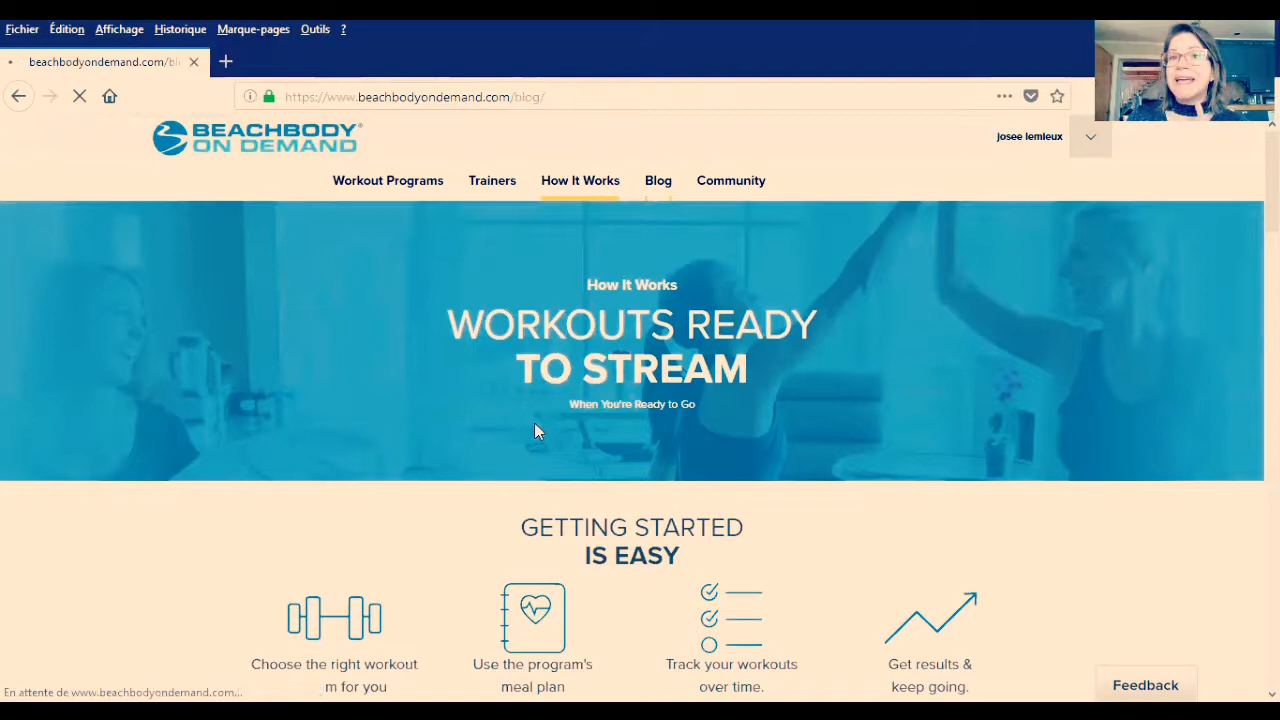 Fichier Édition Affichage Historique Marque-pages Outils ?
beachbodyondemand.com/bl
https://www.beachbodyondemand.com/blog/
BEACHBODY®
ON DEMAND
josee lemieux
Workout Programs Trainers How It Works Blog Community
How It Works
WORKOUTS READY
TO STREAM
When You're Ready to Go
GETTING STARTED
IS EASY
Choose the right workout
m for you
Use the program's
meal plan
Track your workouts
over time.
Get results &
keep going.
Feedback
En attente de www.beachbodyondemand.com...